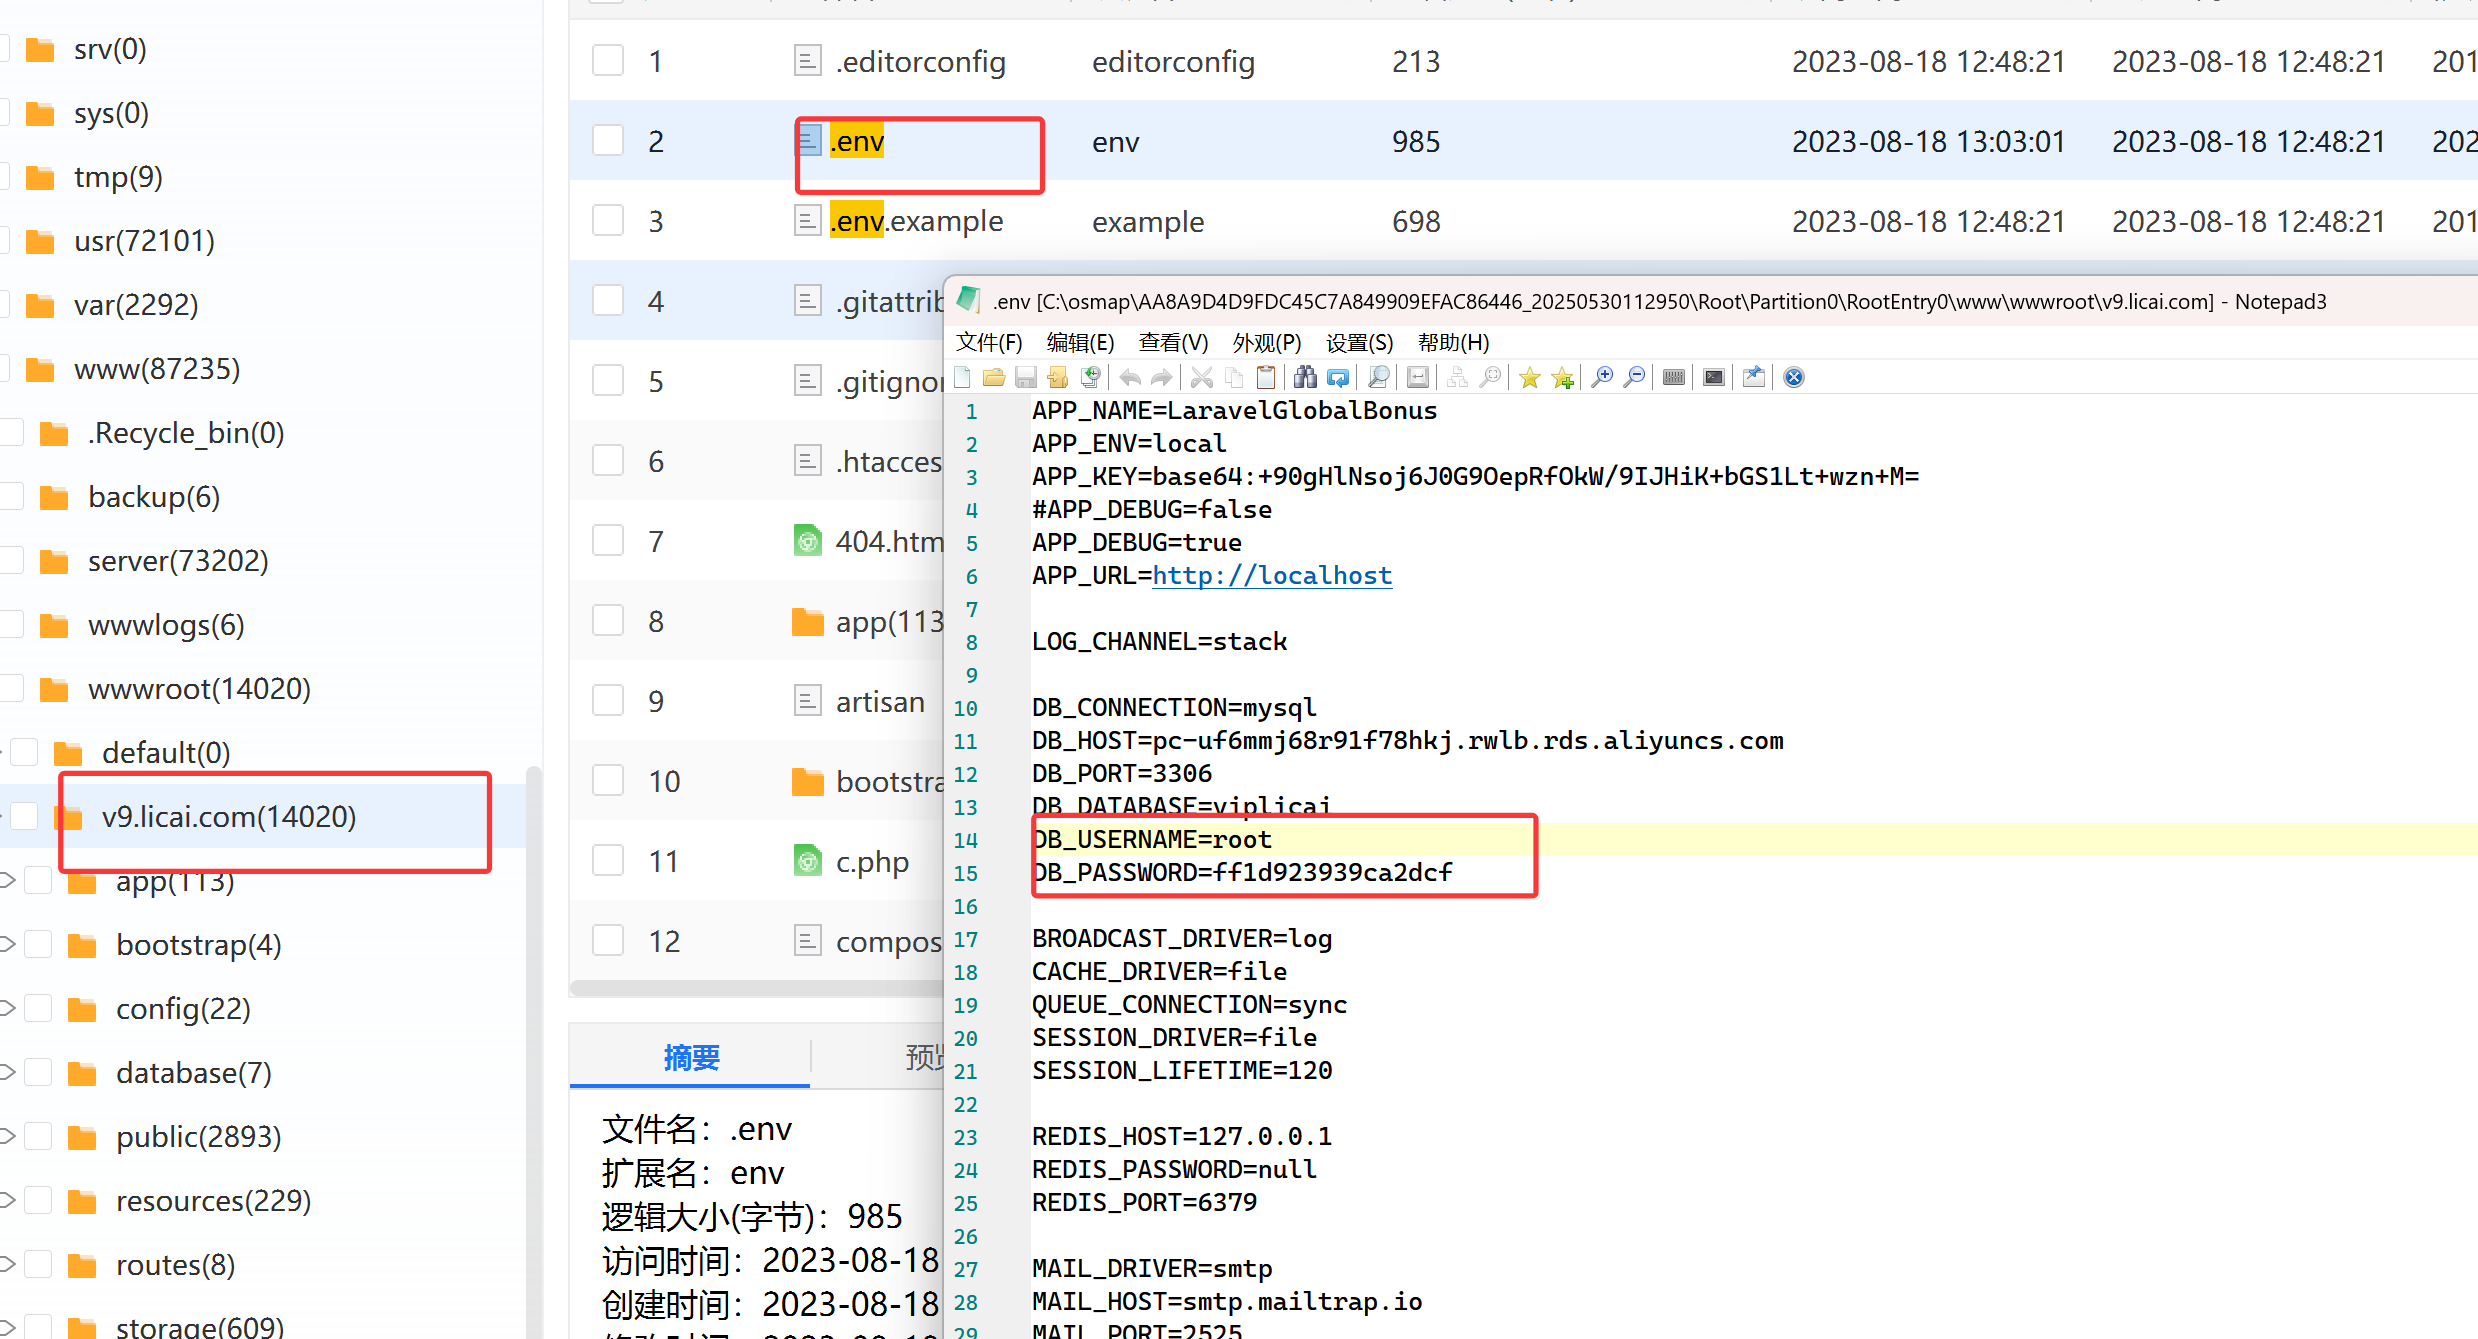 srv(0)
sys(0)
tmp(9)
usr(72101)
var(2292)
www(87235)
.Recycle_bin(0)
backup(6)
server(73202)
wwwlogs(6)
wwwroot(14020)
default(0)
v9.licai.com(14020)
app(113)
bootstrap(4)
config(22)
database(7)
public(2893)
resources(229)
routes(8)
storage(609)
1 .editorconfig editorconfig 213 2023-08-18 12:48:21 2023-08-18 12:48:21 201
2 .env env 985 2023-08-18 13:03:01 2023-08-18 12:48:21 202
3 .env.example example 698 2023-08-18 12:48:21 2023-08-18 12:48:21 201
4 .gitattrib
5 .gitignor
6 .htacces
7 404.htm
8 app(113
9 artisan
10 bootstra
11 c.php
12 compos
摘要
文件名：.env
扩展名：env
逻辑大小(字节)：985
访问时间：2023-08-18
创建时间：2023-08-18
.env [C:\osmap\AA8A9D4D9FDC45C7A849909EFAC86446_20250530112950\Root\Partition0\RootEntry0\www\wwwroot\v9.licai.com] - Notepad3
文件(F) 编辑(E) 查看(V) 外观(P) 设置(S) 帮助(H)
1 APP_NAME=LaravelGlobalBonus
2 APP_ENV=local
3 APP_KEY=base64:+90gHlNsoj6J0G9OepRfOkW/9IJHiK+bGS1Lt+wzn+M=
4 #APP_DEBUG=false
5 APP_DEBUG=true
6 APP_URL=http://localhost
7
8 LOG_CHANNEL=stack
9
10 DB_CONNECTION=mysql
11 DB_HOST=pc-uf6mmj68r91f78hkj.rwlb.rds.aliyuncs.com
12 DB_PORT=3306
13 DB_DATABASE=viplicai
14 DB_USERNAME=root
15 DB_PASSWORD=ff1d923939ca2dcf
16
17 BROADCAST_DRIVER=log
18 CACHE_DRIVER=file
19 QUEUE_CONNECTION=sync
20 SESSION_DRIVER=file
21 SESSION_LIFETIME=120
22
23 REDIS_HOST=127.0.0.1
24 REDIS_PASSWORD=null
25 REDIS_PORT=6379
26
27 MAIL_DRIVER=smtp
28 MAIL_HOST=smtp.mailtrap.io
29 MAIL_PORT=2525